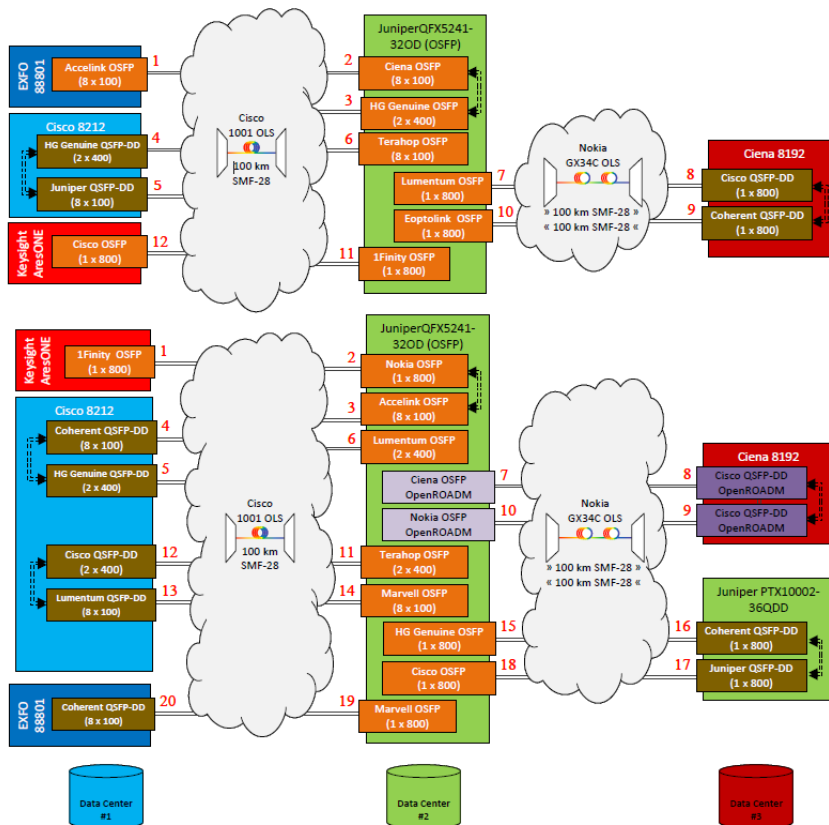 JuniperQFX5241-
32OD (OSFP)
EXFO
88801
Accelink OSFP
(8 x 100)
1
2
Ciena OSFP
(8 x 100)
3
HG Genuine OSFP
(2 x 400)
Cisco 8212
HG Genuine QSFP-DD
(2 x 400)
4
Cisco
1001 OLS
100 km
SMF-28
6
Terahop OSFP
(8 x 100)
Juniper QSFP-DD
(8 x 100)
5
Lumentum OSFP
(1 x 800)
7
Nokia
GX34C OLS
» 100 km SMF-28 »
« 100 km SMF-28 «
Ciena 8192
8
Cisco QSFP-DD
(1 x 800)
Eoptolink OSFP
(1 x 800)
10
9
Coherent QSFP-DD
(1 x 800)
Keysight
AresONE
Cisco OSFP
(1 x 800)
12
11
1Finity OSFP
(1 x 800)
JuniperQFX5241-
32OD (OSFP)
Keysight
AresONE
1Finity OSFP
(1 x 800)
1
2
Nokia OSFP
(1 x 800)
3
Accelink OSFP
(8 x 100)
Cisco 8212
Coherent QSFP-DD
(8 x 100)
4
6
Lumentum OSFP
(2 x 400)
HG Genuine QSFP-DD
(2 x 400)
5
Ciena OSFP
OpenROADM
7
Ciena 8192
8
Cisco QSFP-DD
OpenROADM
Cisco
1001 OLS
100 km
SMF-28
Nokia OSFP
OpenROADM
10
Nokia
GX34C OLS
» 100 km SMF-28 »
« 100 km SMF-28 «
9
Cisco QSFP-DD
OpenROADM
Cisco QSFP-DD
(2 x 400)
12
11
Terahop OSFP
(2 x 400)
Lumentum QSFP-DD
(8 x 100)
13
14
Marvell OSFP
(8 x 100)
Juniper PTX10002-
36QDD
HG Genuine OSFP
(1 x 800)
15
16
Coherent QSFP-DD
(1 x 800)
Cisco OSFP
(1 x 800)
18
17
Juniper QSFP-DD
(1 x 800)
EXFO
88801
Coherent QSFP-DD
(8 x 100)
20
19
Marvell OSFP
(1 x 800)
Data Center
#1
Data Center
#2
Data Center
#3